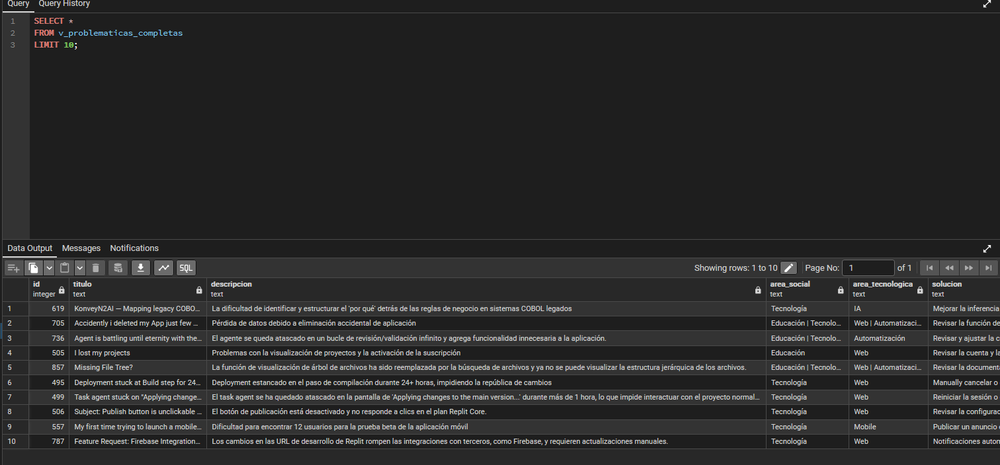 Query Query History
1 SELECT *
2 FROM v_problematicas_completas
3 LIMIT 10;
Data Output Messages Notifications
SQL Showing rows: 1 to 10 Page No: 1 of 1
id integer titulo text descripcion text area_social text area_tecnologica text solucion text
1 619 KonveyN2AI — Mapping legacy COBO... La dificultad de identificar y estructurar el 'por qué' detrás de las reglas de negocio en sistemas COBOL legados Tecnología IA Mejorar la inferencia
2 705 Accidently i deleted my App just few ... Pérdida de datos debido a eliminación accidental de aplicación Educación | Tecnolo... Web | Automatizaci... Revisar la función de
3 736 Agent is battling until eternity with the... El agente se queda atascado en un bucle de revisión/validación infinito y agrega funcionalidad innecesaria a la aplicación. Educación | Tecnolo... Automatización Revisar y ajustar la c
4 505 I lost my projects Problemas con la visualización de proyectos y la activación de la suscripción Educación Web Revisar la cuenta y la
5 857 Missing File Tree? La función de visualización de árbol de archivos ha sido reemplazada por la búsqueda de archivos y ya no se puede visualizar la estructura jerárquica de los archivos. Educación | Tecnolo... Web | Automatizaci... Revisar la documenta
6 495 Deployment stuck at Build step for 24... Deployment estancado en el paso de compilación durante 24+ horas, impidiendo la república de cambios Tecnología Web Manually cancelar o
7 499 Task agent stuck on "Applying change... El task agent se ha quedado atascado en la pantalla de 'Applying changes to the main version...' durante más de 1 hora, lo que impide interactuar con el proyecto normal... Tecnología Web Reiniciar la sesión o
8 506 Subject: Publish button is unclickable ... El botón de publicación está desactivado y no responde a clics en el plan Replit Core. Tecnología Web Revisar la configurac
9 557 My first time trying to launch a mobile... Dificultad para encontrar 12 usuarios para la prueba beta de la aplicación móvil Tecnología Mobile Publicar un anuncio
10 787 Feature Request: Firebase Integration... Los cambios en las URL de desarrollo de Replit rompen las integraciones con terceros, como Firebase, y requieren actualizaciones manuales. Tecnología Web Notificaciones auton